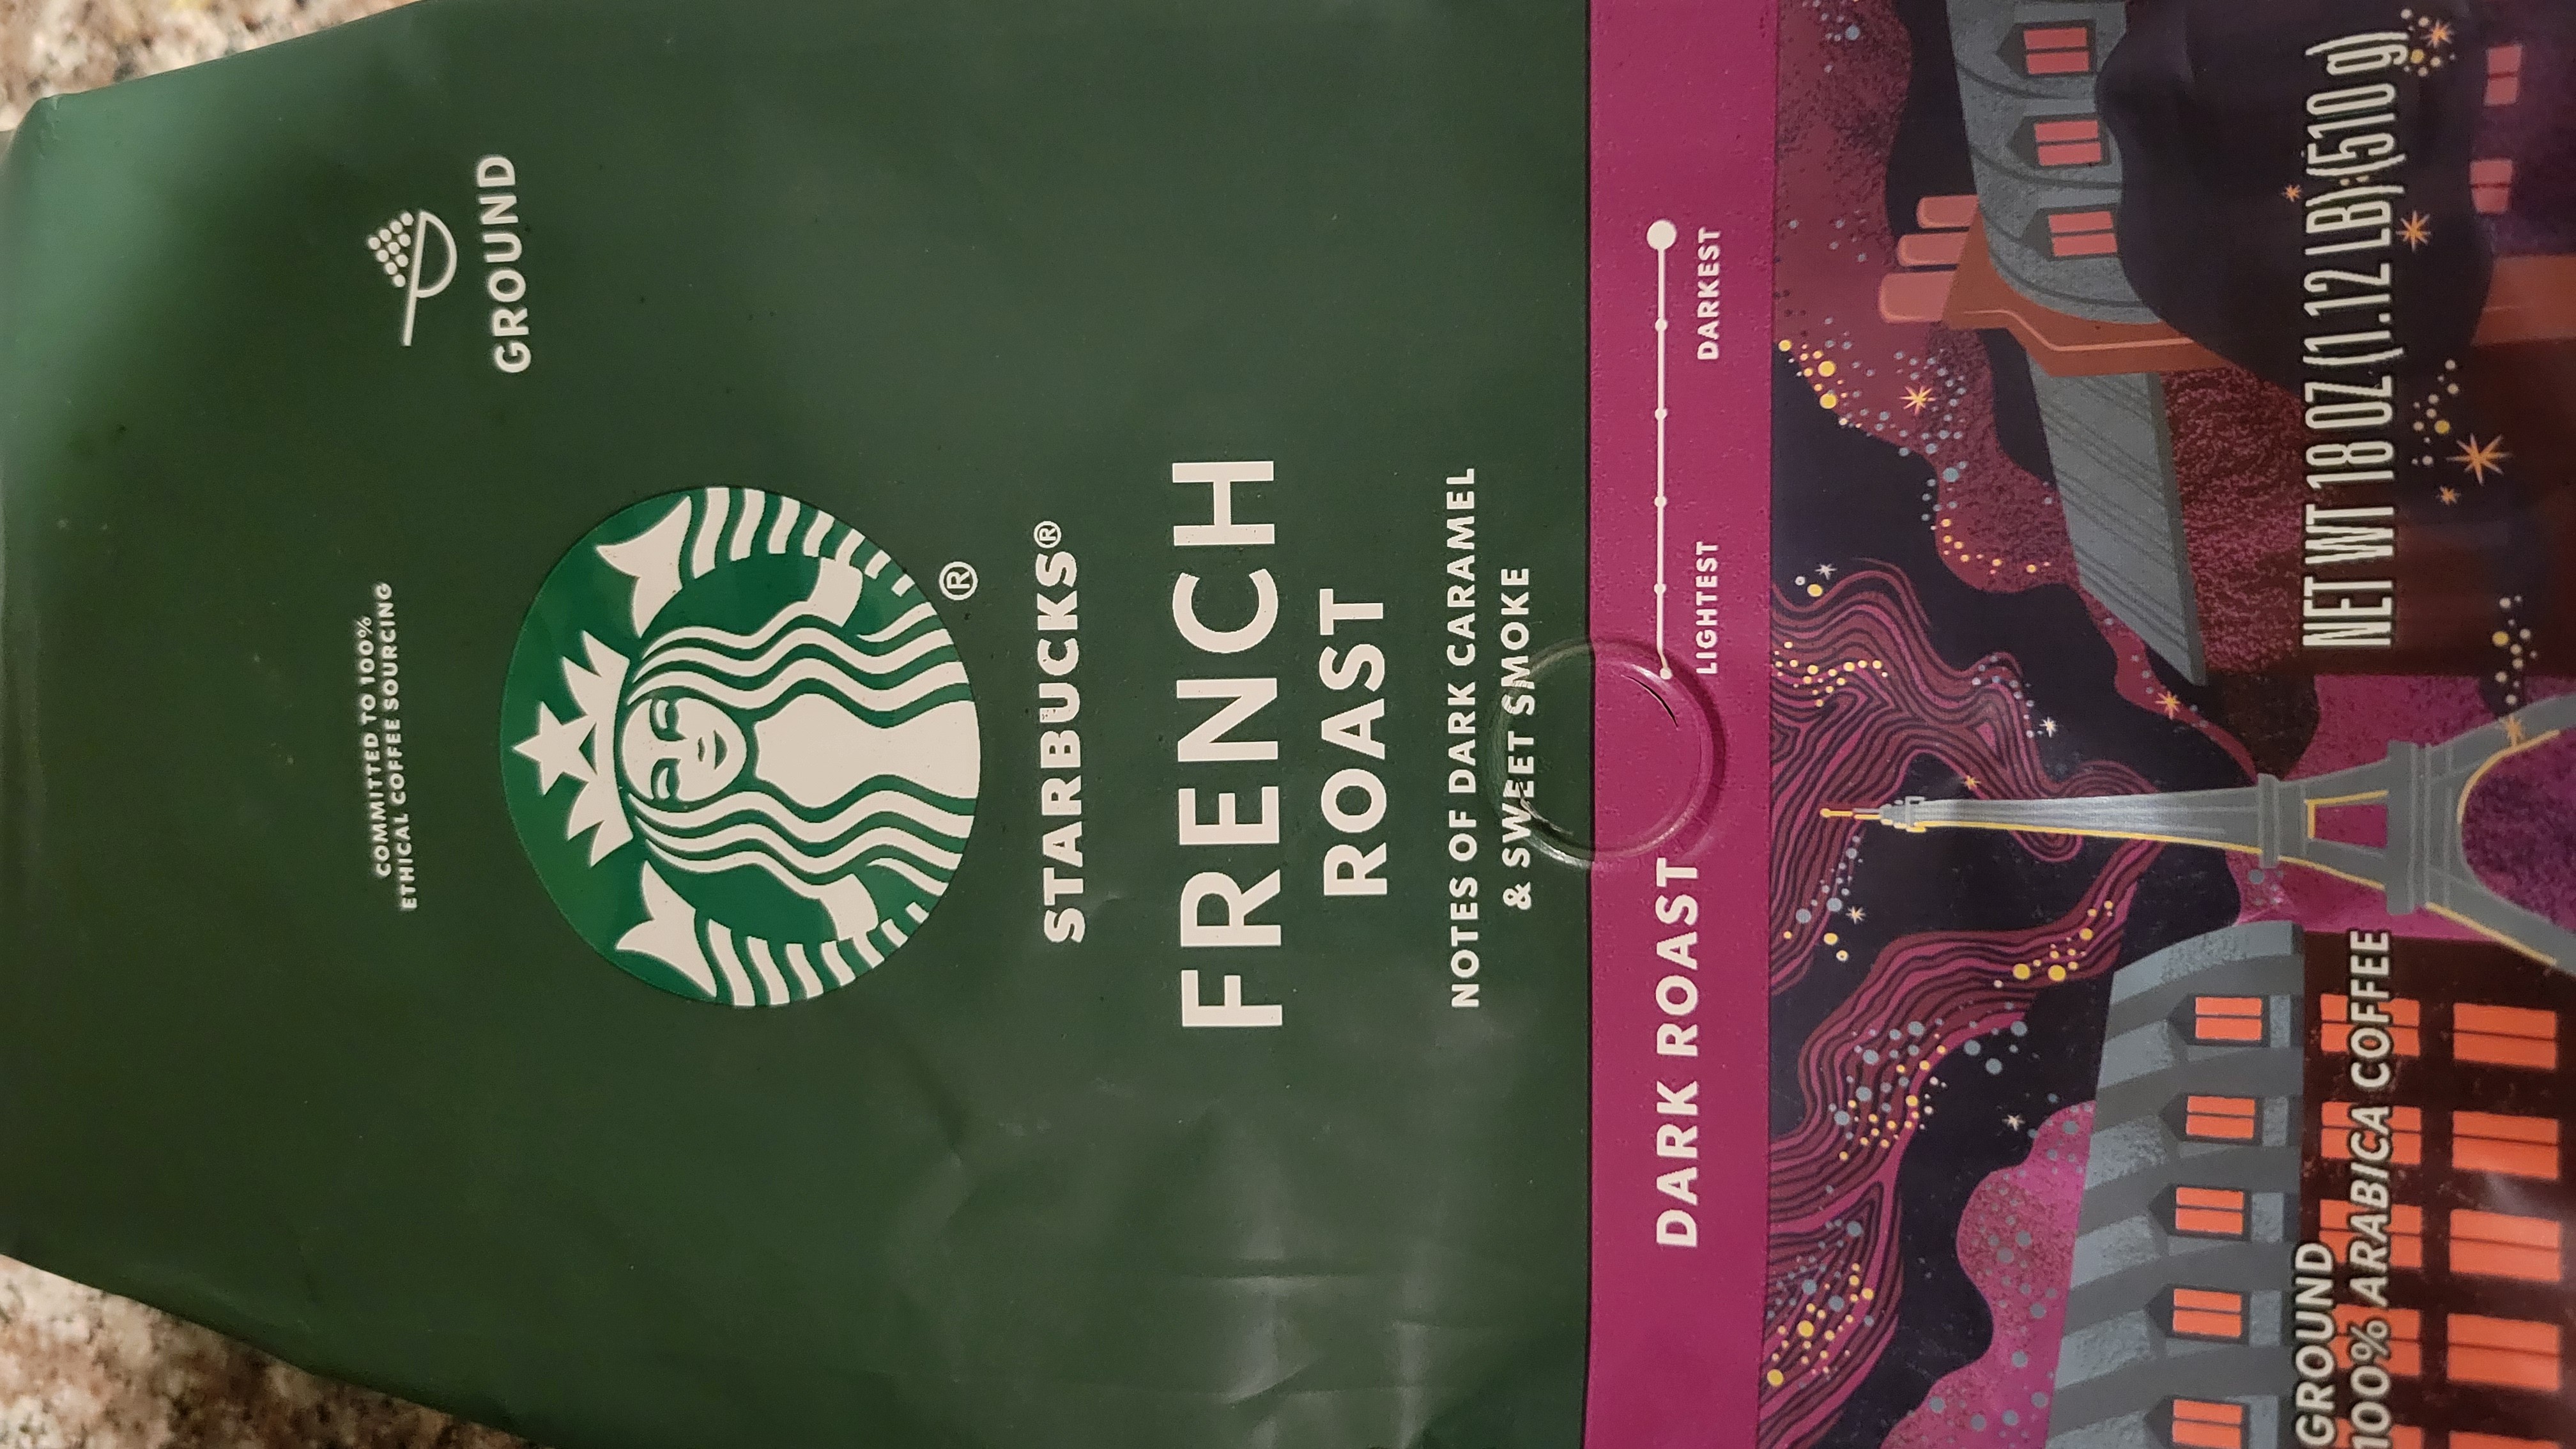 COMMITTED TO 100%
ETHICAL COFFEE SOURCING
GROUND
®
STARBUCKS®
FRENCH
ROAST
NOTES OF DARK CARAMEL
& SWEET SMOKE
DARK ROAST
LIGHTEST
DARKEST
GROUND
100% ARABICA COFFEE
NET WT 18 OZ (1.12 LB) (510 g)